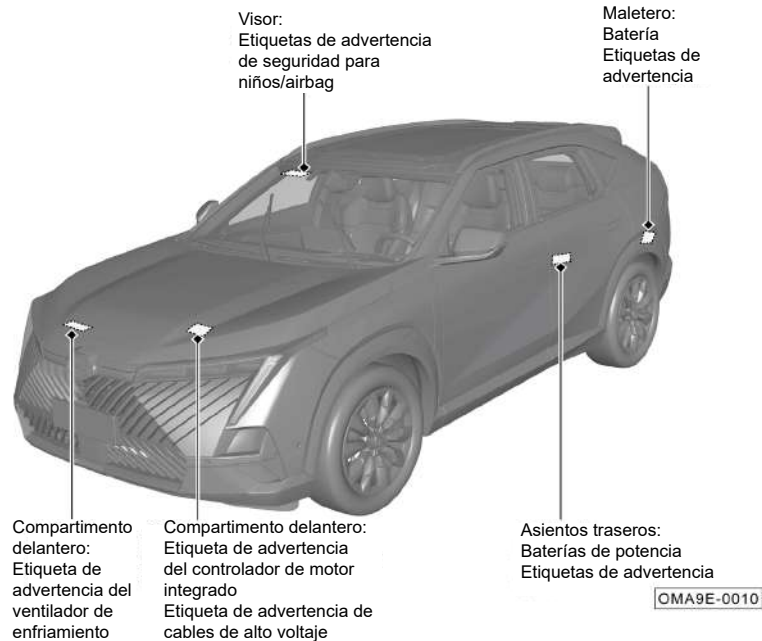 Visor:
Etiquetas de advertencia
de seguridad para
niños/airbag
Maletero:
Batería
Etiquetas de
advertencia
Compartimento
delantero:
Etiqueta de
advertencia del
ventilador de
enfriamiento
Compartimento delantero:
Etiqueta de advertencia
del controlador de motor
integrado
Etiqueta de advertencia de
cables de alto voltaje
Asientos traseros:
Baterías de potencia
Etiquetas de advertencia
OMA9E-0010